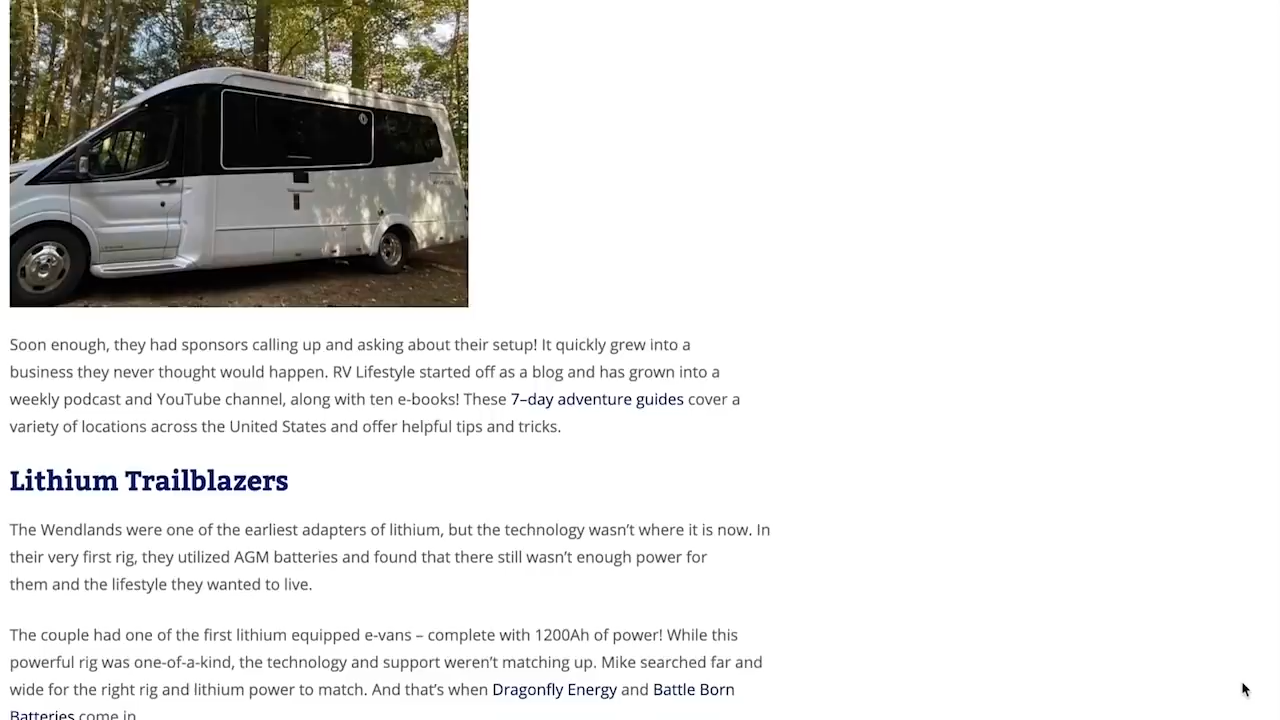 Soon enough, they had sponsors calling up and asking about their setup! It quickly grew into a
business they never thought would happen. RV Lifestyle started off as a blog and has grown into a
weekly podcast and YouTube channel, along with ten e-books! These 7–day adventure guides cover a
variety of locations across the United States and offer helpful tips and tricks.
Lithium Trailblazers
The Wendlands were one of the earliest adapters of lithium, but the technology wasn't where it is now. In
their very first rig, they utilized AGM batteries and found that there still wasn't enough power for
them and the lifestyle they wanted to live.
The couple had one of the first lithium equipped e-vans – complete with 1200Ah of power! While this
powerful rig was one-of-a-kind, the technology and support weren't matching up. Mike searched far and
wide for the right rig and lithium power to match. And that's when Dragonfly Energy and Battle Born
Batteries come in